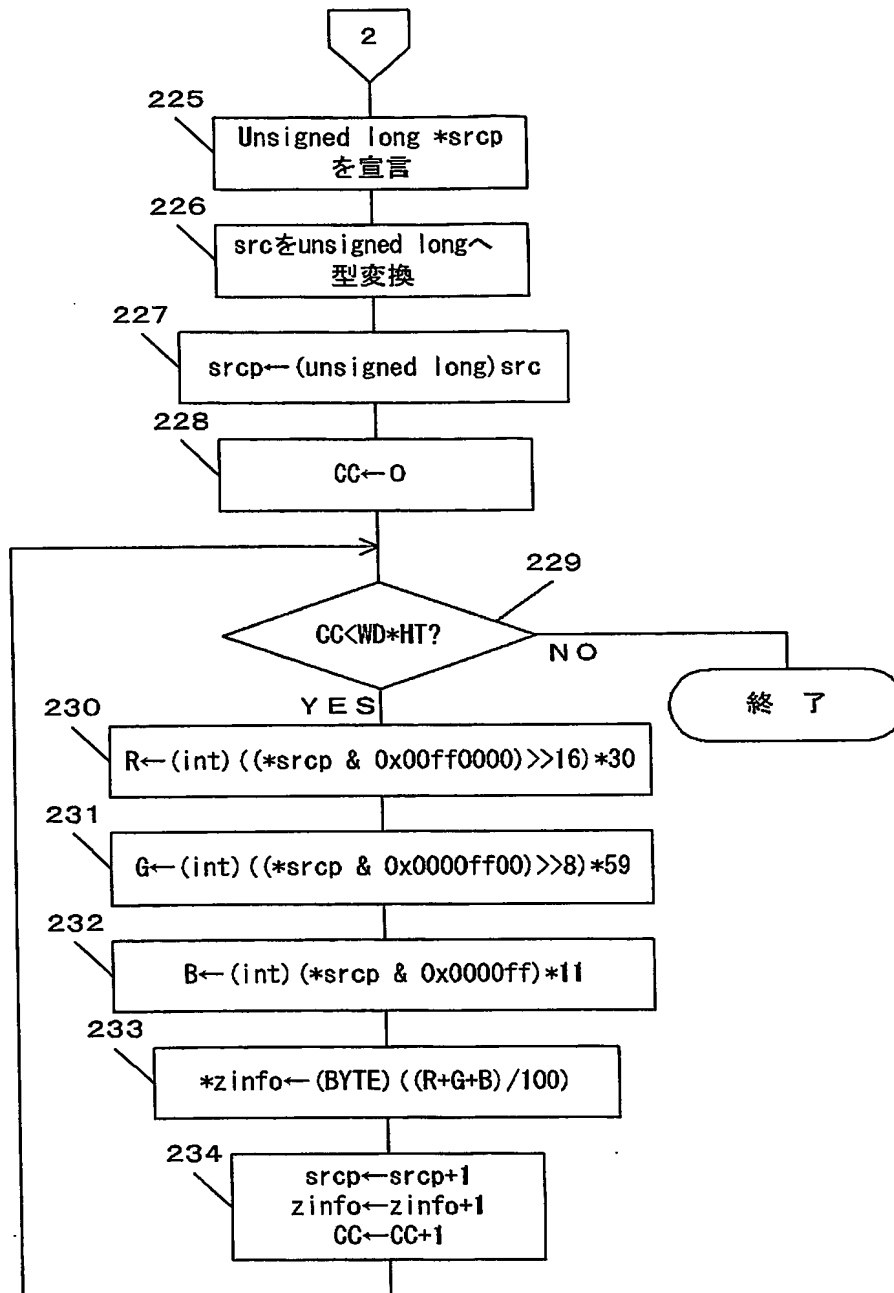 2
225
Unsigned long *srcp
を宣言
226
srcをunsigned longへ
型変換
227
srcp←(unsigned long)src
228
CC←0
229
CC<WD*HT?
NO
終 了
YES
230
R←(int)((*srcp & 0x00ff0000)>>16)*30
231
G←(int)((*srcp & 0x0000ff00)>>8)*59
232
B←(int)(*srcp & 0x0000ff)*11
233
*zinfo←(BYTE)((R+G+B)/100)
234
srcp←srcp+1
zinfo←zinfo+1
CC←CC+1